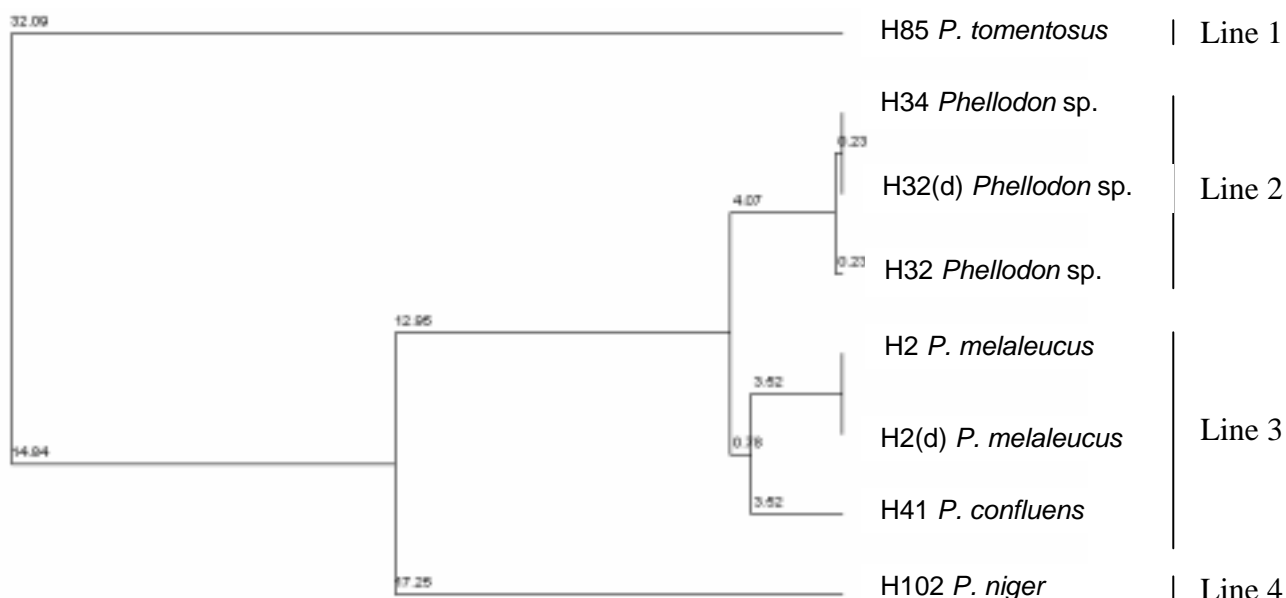 32.09
H85 P. tomentosus | Line 1
H34 Phellodon sp.
0.23
H32(d) Phellodon sp. Line 2
4.07
0.23
H32 Phellodon sp.
12.95
H2 P. melaleucus
3.52
H2(d) P. melaleucus Line 3
0.78
14.84
3.52
H41 P. confluens
17.25
H102 P. niger | Line 4